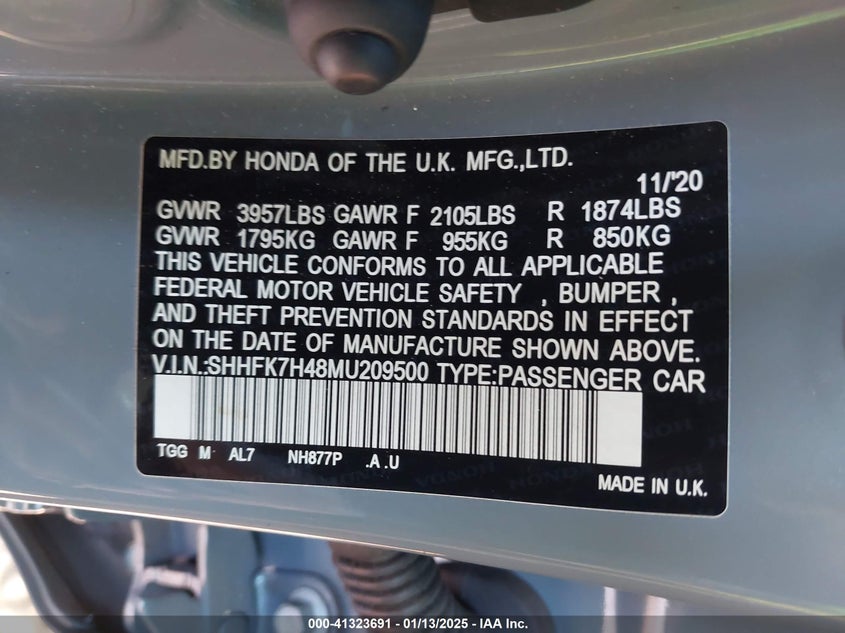 MFD.BY HONDA OF THE U.K. MFG.,LTD.
11/'20
GVWR 3957LBS GAWR F 2105LBS R 1874LBS
GVWR 1795KG GAWR F 955KG R 850KG
THIS VEHICLE CONFORMS TO ALL APPLICABLE
FEDERAL MOTOR VEHICLE SAFETY , BUMPER ,
AND THEFT PREVENTION STANDARDS IN EFFECT
ON THE DATE OF MANUFACTURE SHOWN ABOVE.
V.I.N.:SHHFK7H48MU209500 TYPE:PASSENGER CAR
TGG M AL7 NH877P .A .U
MADE IN U.K.
000-41323691 - 01/13/2025 - IAA Inc.